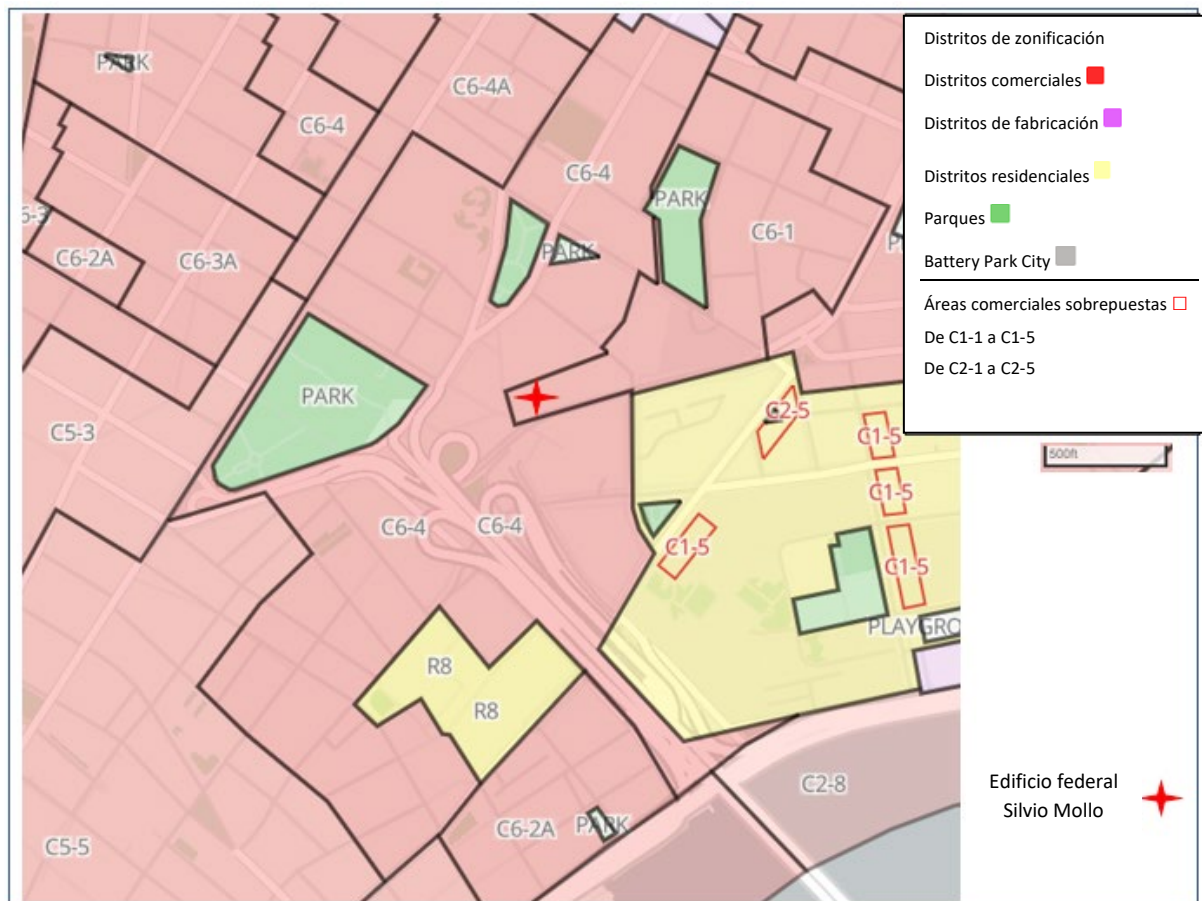 Distritos de zonificación
Distritos comerciales
Distritos de fabricación
Distritos residenciales
Parques
Battery Park City
Áreas comerciales sobrepuestas
De C1-1 a C1-5
De C2-1 a C2-5
PARK
C6-4A
C6-4
C6-4
PARK
C6-1
6-3
C6-2A
C6-3A
PARK
PARK
C5-3
C2-5
C1-5
500ft
C1-5
C6-4
C6-4
C1-5
C1-5
PLAYGRO
R8
R8
C6-2A
PARK
C2-8
C5-5
Edificio federal
Silvio Mollo